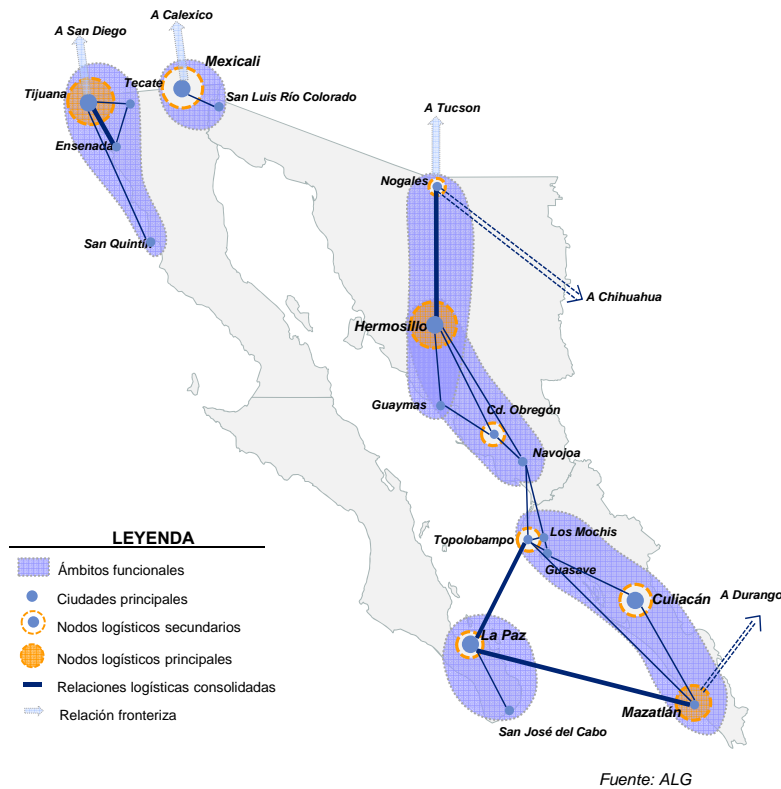 A Calexico
A San Diego
Mexicali
Tecate
Tijuana
San Luis Río Colorado
A Tucson
Ensenada
Nogales
San Quintín
A Chihuahua
Hermosillo
Guaymas
Cd. Obregón
Navojoa
LEYENDA
Topolobampo
Los Mochis
Guasave
Ámbitos funcionales
Ciudades principales
Culiacán
A Durango
Nodos logísticos secundarios
La Paz
Nodos logísticos principales
Relaciones logísticas consolidadas
Mazatlán
Relación fronteriza
San José del Cabo
Fuente: ALG